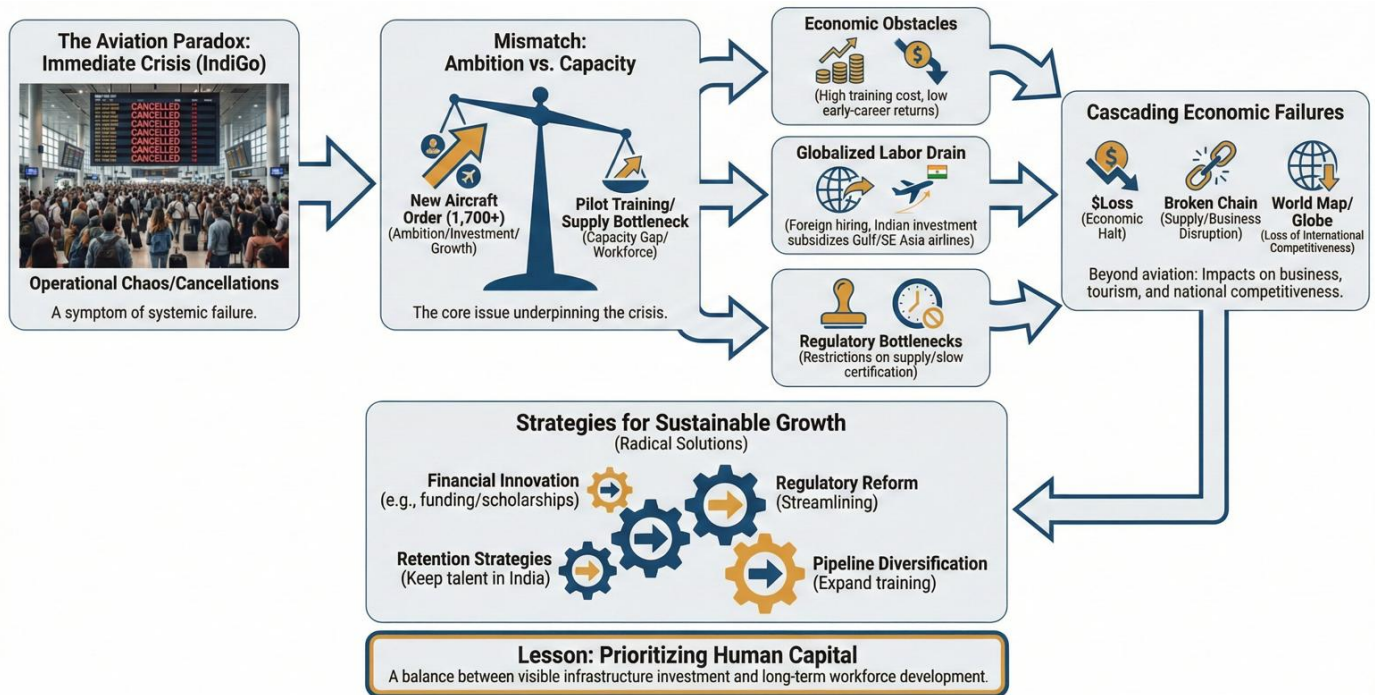 The Aviation Paradox:
Immediate Crisis (IndiGo)
CANCELLED
CANCELLED
CANCELLED
CANCELLED
CANCELLED
CANCELLED
CANCELLED
Operational Chaos/Cancellations
A symptom of systemic failure.
Mismatch:
Ambition vs. Capacity
New Aircraft
Order (1,700+)
(Ambition/Investment/
Growth)
Pilot Training/
Supply Bottleneck
(Capacity Gap/
Workforce)
The core issue underpinning the crisis.
Economic Obstacles
$
(High training cost, low
early-career returns)
Globalized Labor Drain
(Foreign hiring, Indian investment
subsidizes Gulf/SE Asia airlines)
Regulatory Bottlenecks
(Restrictions on supply/slow
certification)
Cascading Economic Failures
$
$Loss
(Economic
Halt)
Broken Chain
(Supply/Business
Disruption)
World Map/
Globe
(Loss of International
Competitiveness)
Beyond aviation: Impacts on business,
tourism, and national competitiveness.
Strategies for Sustainable Growth
(Radical Solutions)
Financial Innovation
(e.g., funding/scholarships)
Regulatory Reform
(Streamlining)
Retention Strategies
(Keep talent in India)
Pipeline Diversification
(Expand training)
Lesson: Prioritizing Human Capital
A balance between visible infrastructure investment and long-term workforce development.